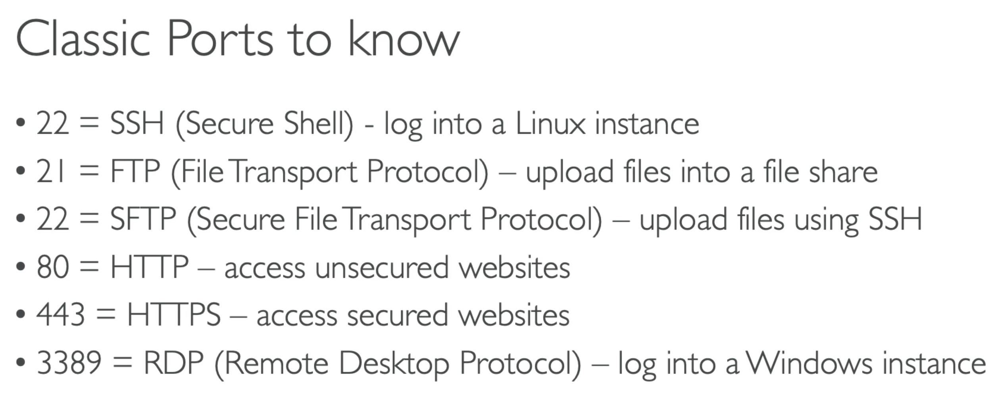 Classic Ports to know
• 22 = SSH (Secure Shell) - log into a Linux instance
• 21 = FTP (File Transport Protocol) – upload files into a file share
• 22 = SFTP (Secure File Transport Protocol) – upload files using SSH
• 80 = HTTP – access unsecured websites
• 443 = HTTPS – access secured websites
• 3389 = RDP (Remote Desktop Protocol) – log into a Windows instance